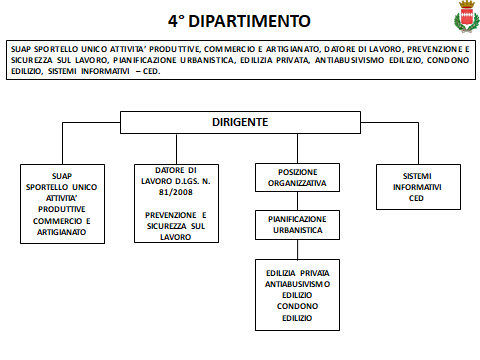 4° DIPARTIMENTO
SUAP SPORTELLO UNICO ATTIVITA' PRODUTTIVE, COMMERCIO E ARTIGIANATO, DATORE DI LAVORO, PREVENZIONE E
SICUREZZA SUL LAVORO, PIANIFICAZIONE URBANISTICA, EDILIZIA PRIVATA, ANTIABUSIVISMO EDILIZIO, CONDONO
EDILIZIO, SISTEMI INFORMATIVI – CED.
DIRIGENTE
SUAP
SPORTELLO UNICO
ATTIVITA'
PRODUTTIVE
COMMERCIO E
ARTIGIANATO
DATORE DI
LAVORO D.LGS. N.
81/2008
PREVENZIONE E
SICUREZZA SUL
LAVORO
POSIZIONE
ORGANIZZATIVA
PIANIFICAZIONE
URBANISTICA
EDILIZIA PRIVATA
ANTIABUSIVISMO
EDILIZIO
CONDONO
EDILIZIO
SISTEMI
INFORMATIVI
CED